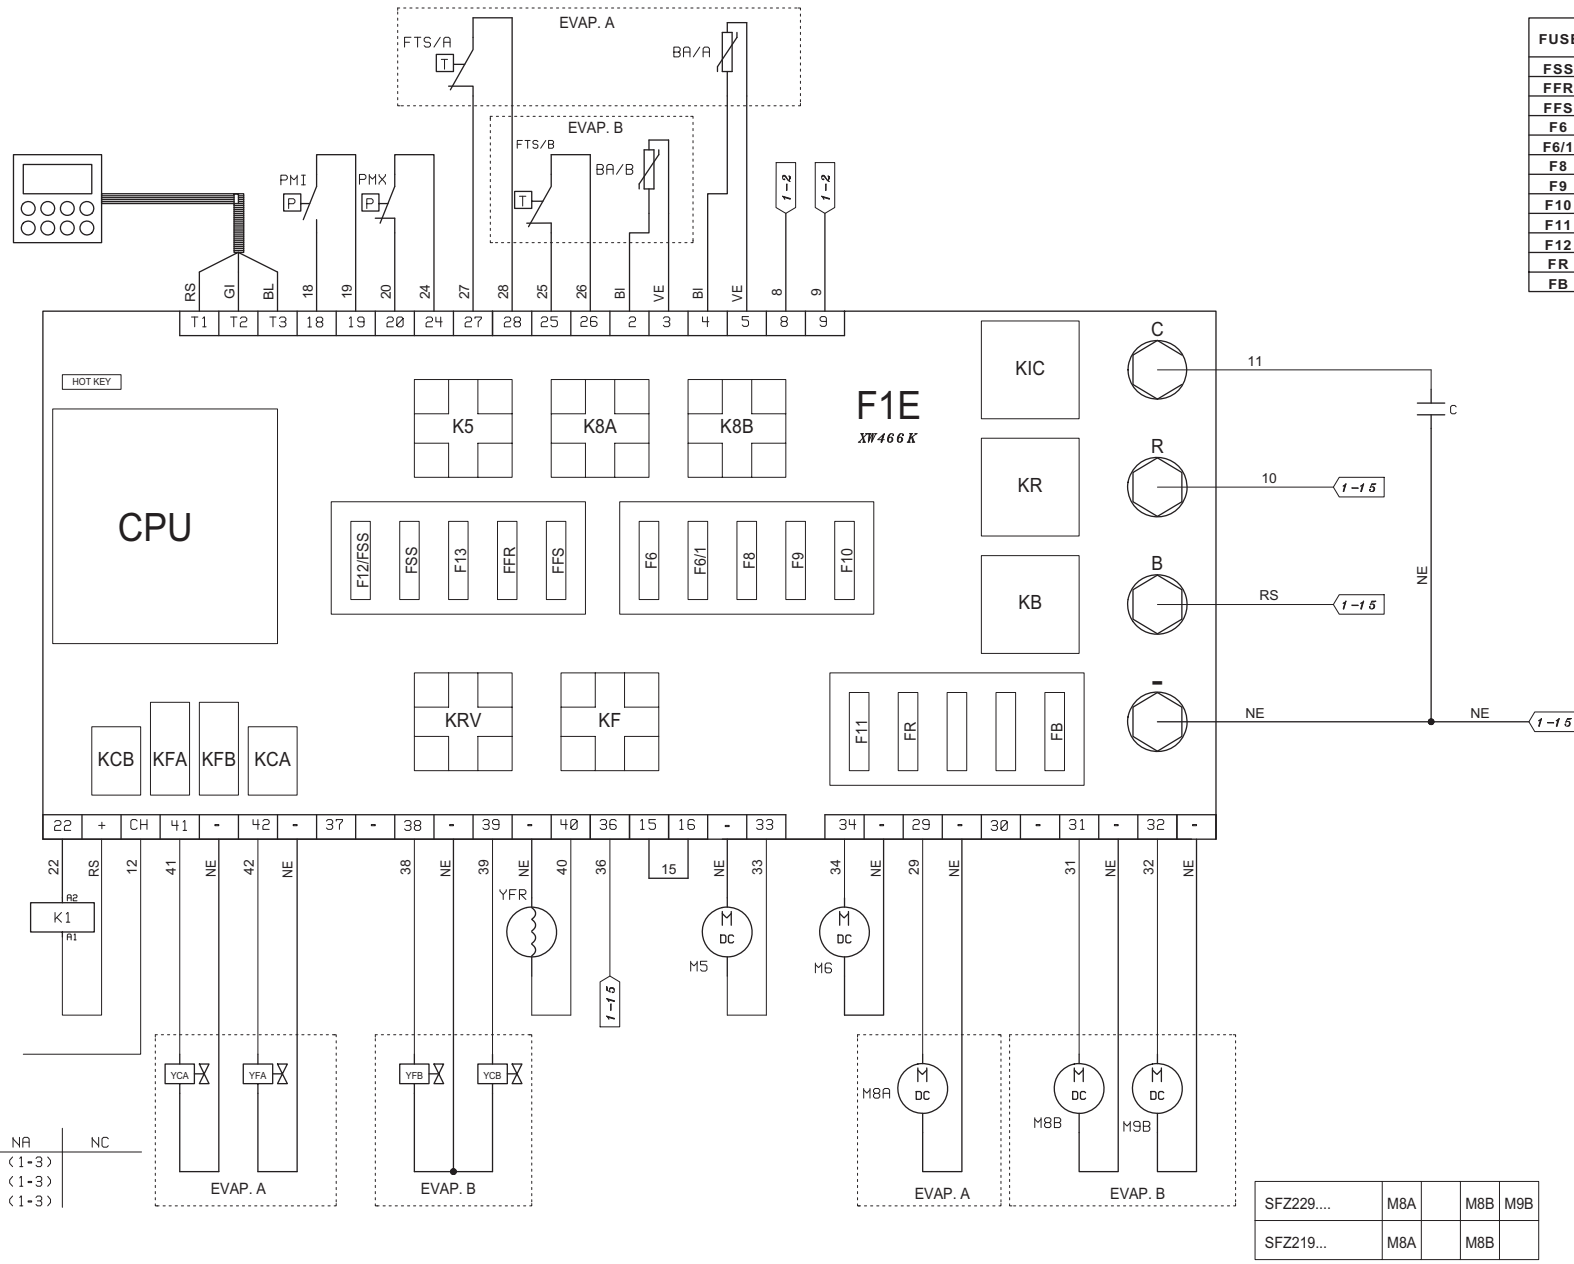 EVAP. A
FTS/A
T
BA/A
EVAP. B
FTS/B
T
BA/B
PMI
P
PMX
P
1-2
1-2
FUSE
FSS
FFR
FFS
F6
F6/1
F8
F9
F10
F11
F12
FR
FB
RS GI BL 18 19 20 24 27 28 25 26 BI VE BI VE 8 9
T1 T2 T3 18 19 20 24 27 28 25 26 2 3 4 5 8 9
HOT KEY
CPU
K5 K8A K8B
F1E
XW466K
KIC
KR
KB
C
11
C
R
10
1-15
B
RS
1-15
NE
-
NE
NE
1-15
F12/FSS FSS F13 FFR FFS
F6 F6/1 F8 F9 F10
KRV KF
F11 FR FB
KCB KFA KFB KCA
22 + CH 41 - 42 - 37 - 38 - 39 - 40 36 15 16 - 33 34 - 29 - 30 - 31 - 32 -
22 RS 12 41 NE 42 NE 38 NE 39 NE 40 36 15 NE 33 34 NE 29 NE 31 NE 32 NE
A2
K1
A1
YFR
1-15
M
DC
M5
M
DC
M6
YCA
YFA
EVAP. A
YFB
YCB
EVAP. B
M
DC
M8A
EVAP. A
M
DC
M8B
M
DC
M9B
EVAP. B
NA NC
(1-3)
(1-3)
(1-3)
SFZ229.... M8A M8B M9B
SFZ219... M8A M8B